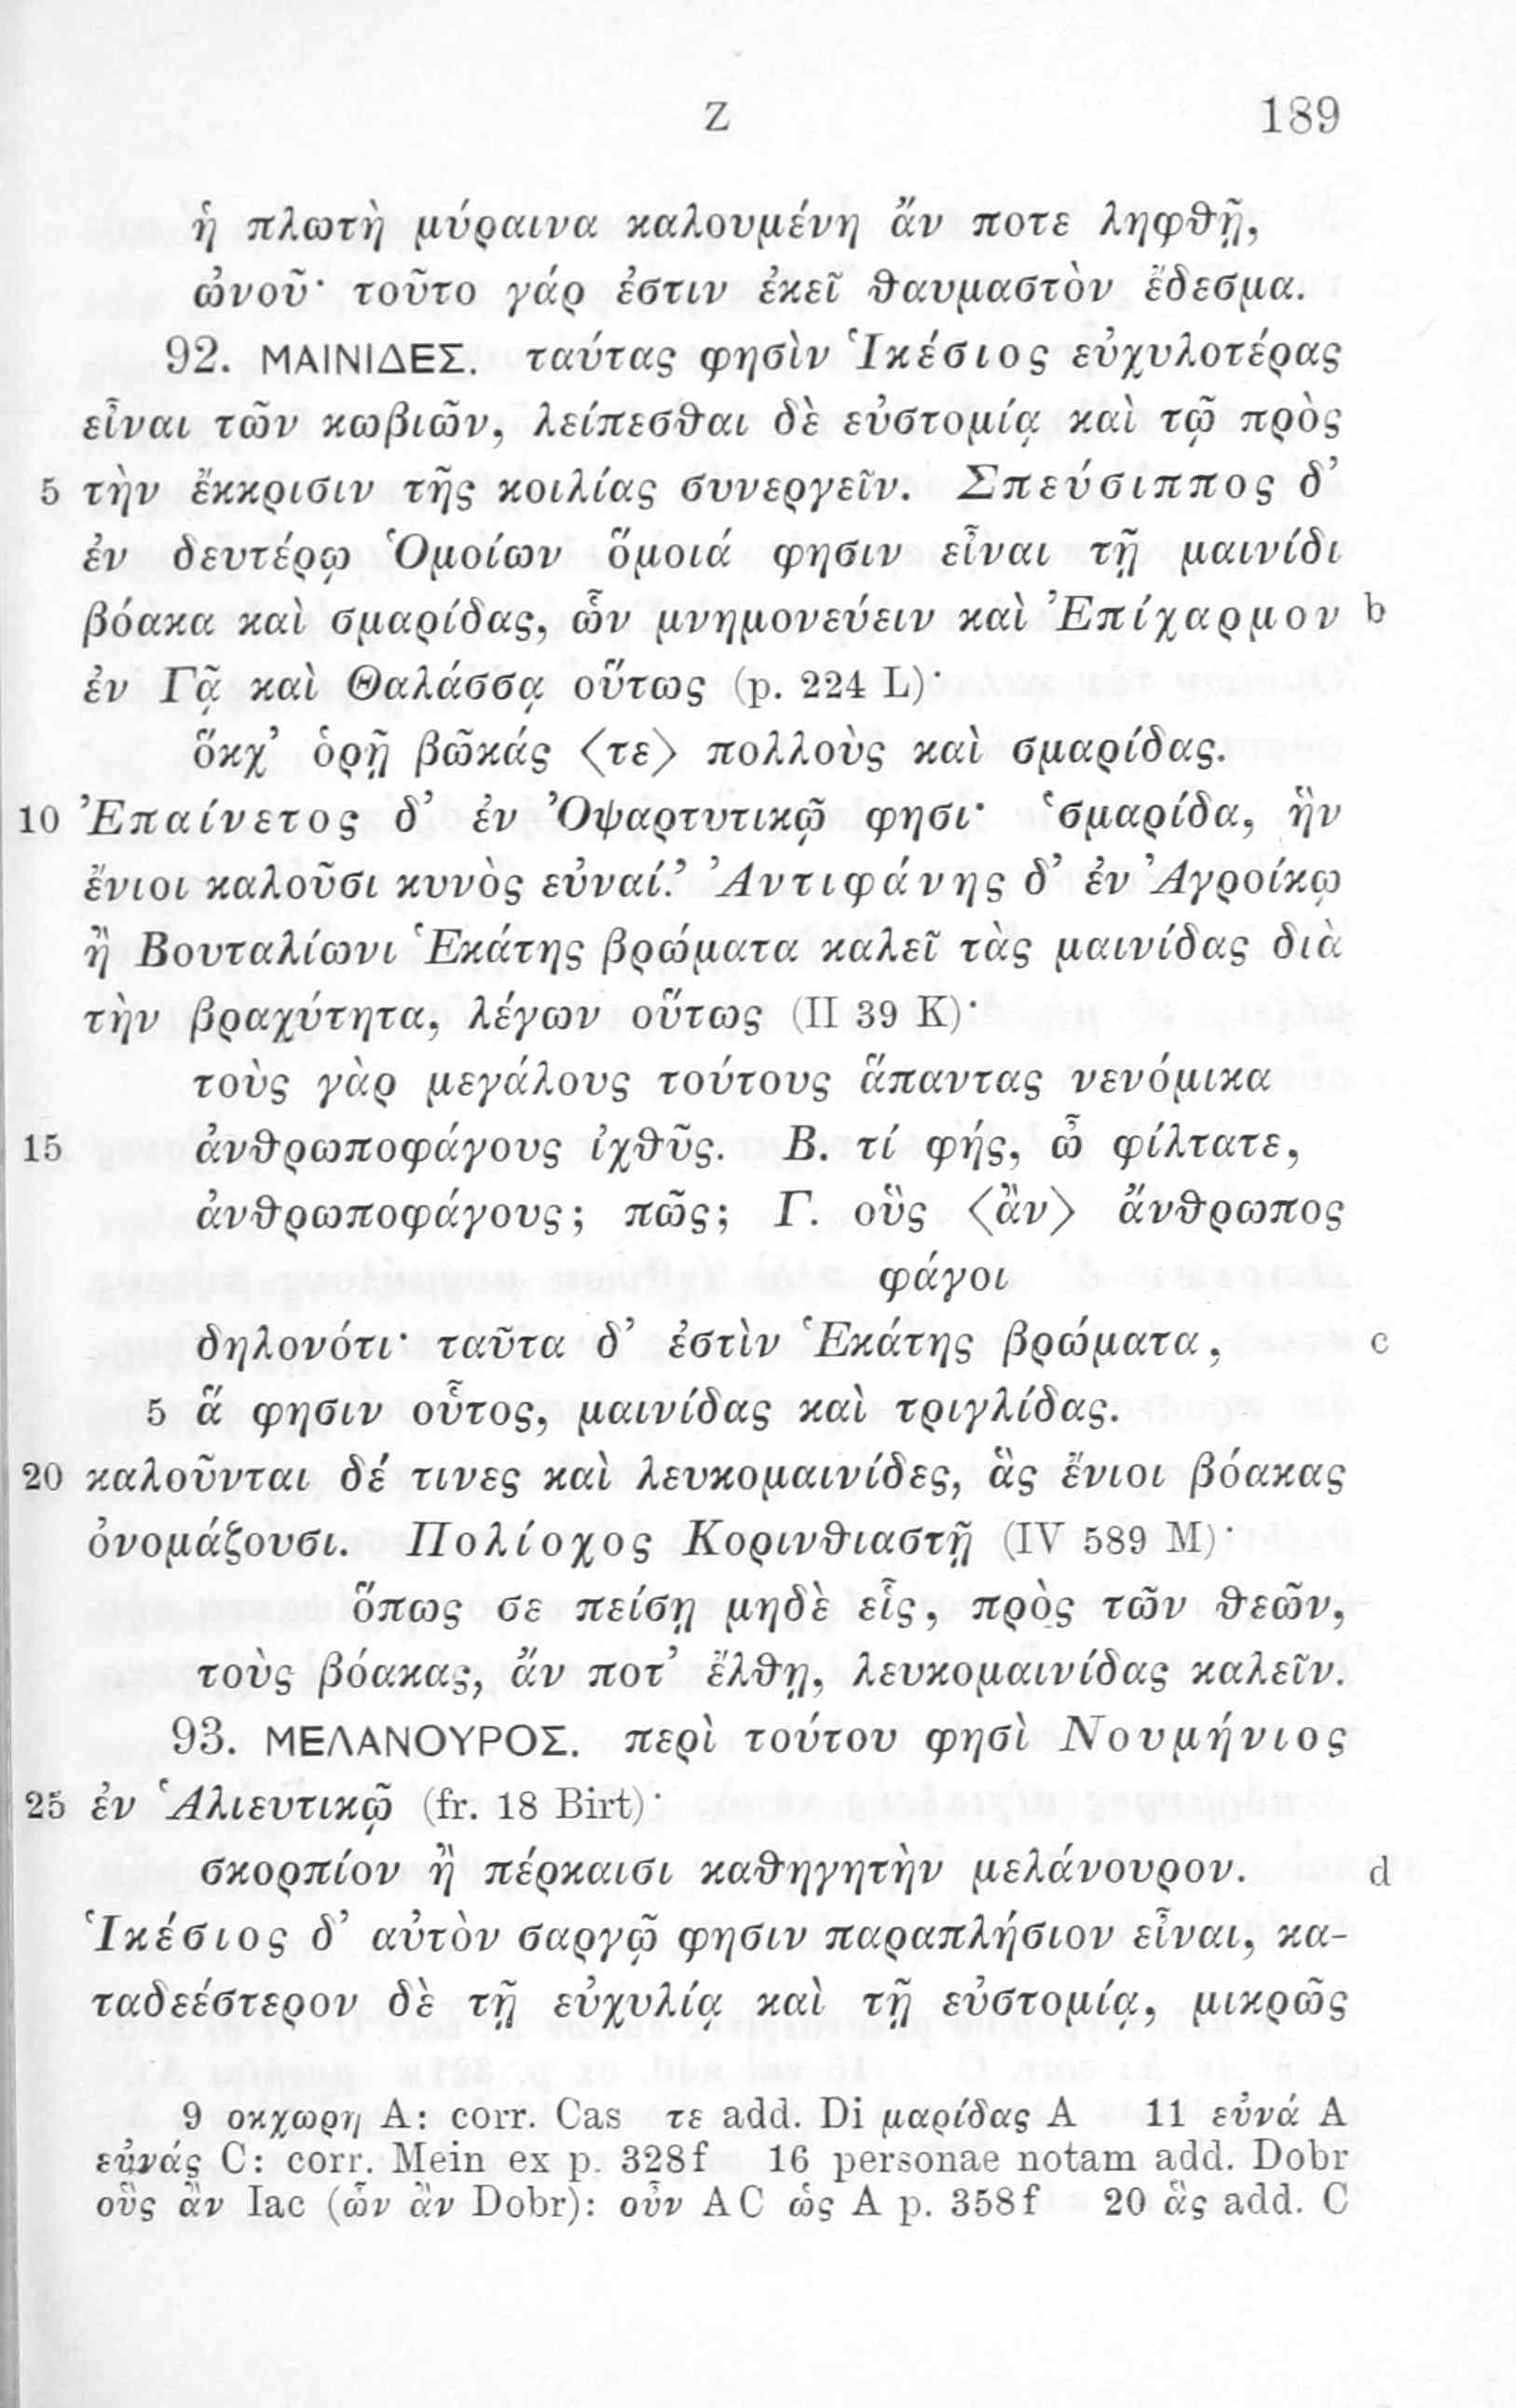 Z 189
ἡ πλωτὴ μύραινα καλουμένη ἄν ποτε ληφθῇ,
ὠνοῦ· τοῦτο γάρ ἐστιν ἐκεῖ θαυμαστὸν ἔδεσμα.
92. ΜΑΙΝΙΔΕΣ. ταύτας φησὶν Ἱκέσιος εὐχυλοτέρας
εἶναι τῶν κωβιῶν, λείπεσθαι δὲ εὐστομίᾳ καὶ τῷ πρὸς
5 τὴν ἔκκρισιν τῆς κοιλίας συνεργεῖν. Σπεύσιππος δ’
ἐν δευτέρῳ Ὁμοίων ὅμοιά φησιν εἶναι τῇ μαινίδι
βόακα καὶ σμαρίδας, ὧν μνημονεύειν καὶ Ἐπίχαρμον b
ἐν Γᾷ καὶ Θαλάσσᾳ οὕτως (p. 224 L)·
ὅκχ’ ὁρῇ βῶκάς 〈τε〉 πολλοὺς καὶ σμαρίδας.
10 Ἐπαίνετος δ’ ἐν Ὀψαρτυτικῷ φησι· ‘σμαρίδα, ἣν
ἔνιοι καλοῦσι κυνὸς εὐναί.’ Ἀντιφάνης δ’ ἐν Ἀγροίκῳ
ἢ Βουταλίωνι Ἑκάτης βρώματα καλεῖ τὰς μαινίδας διὰ
τὴν βραχύτητα, λέγων οὕτως (II 39 K)·
τοὺς γὰρ μεγάλους τούτους ἅπαντας νενόμικα
15 ἀνθρωποφάγους ἰχθῦς. Β. τί φής, ὦ φίλτατε,
ἀνθρωποφάγους; πῶς; Γ. οὓς 〈ἂν〉 ἄνθρωπος
φάγοι
δηλονότι· ταῦτα δ’ ἐστὶν Ἑκάτης βρώματα, c
5 ἅ φησιν οὗτος, μαινίδας καὶ τριγλίδας.
20 καλοῦνται δέ τινες καὶ λευκομαινίδες, ἃς ἔνιοι βόακας
ὀνομάζουσι. Πολίοχος Κορινθιαστῇ (IV 589 M)·
ὅπως σε πείσῃ μηδὲ εἷς, πρὸς τῶν θεῶν,
τοὺς βόακας, ἄν ποτ’ ἔλθῃ, λευκομαινίδας καλεῖν.
93. ΜΕΛΑΝΟΥΡΟΣ. περὶ τούτου φησὶ Νουμήνιος
25 ἐν Ἁλιευτικῷ (fr. 18 Birt)·
σκορπίον ἢ πέρκαισι καθηγητὴν μελάνουρον. d
Ἱκέσιος δ’ αὐτὸν σαργῷ φησιν παραπλήσιον εἶναι, κα-
ταδεέστερον δὲ τῇ εὐχυλίᾳ καὶ τῇ εὐστομίᾳ, μικρῶς
9 οκχωρη A: corr. Cas τε add. Di μαρίδας A 11 εὐνά A
εὐνάς C: corr. Mein ex p. 328f 16 personae notam add. Dobr
οὓς ἂν Iac (ὧν ἂν Dobr): οὖν AC ὡς A p. 358f 20 ἃς add. C